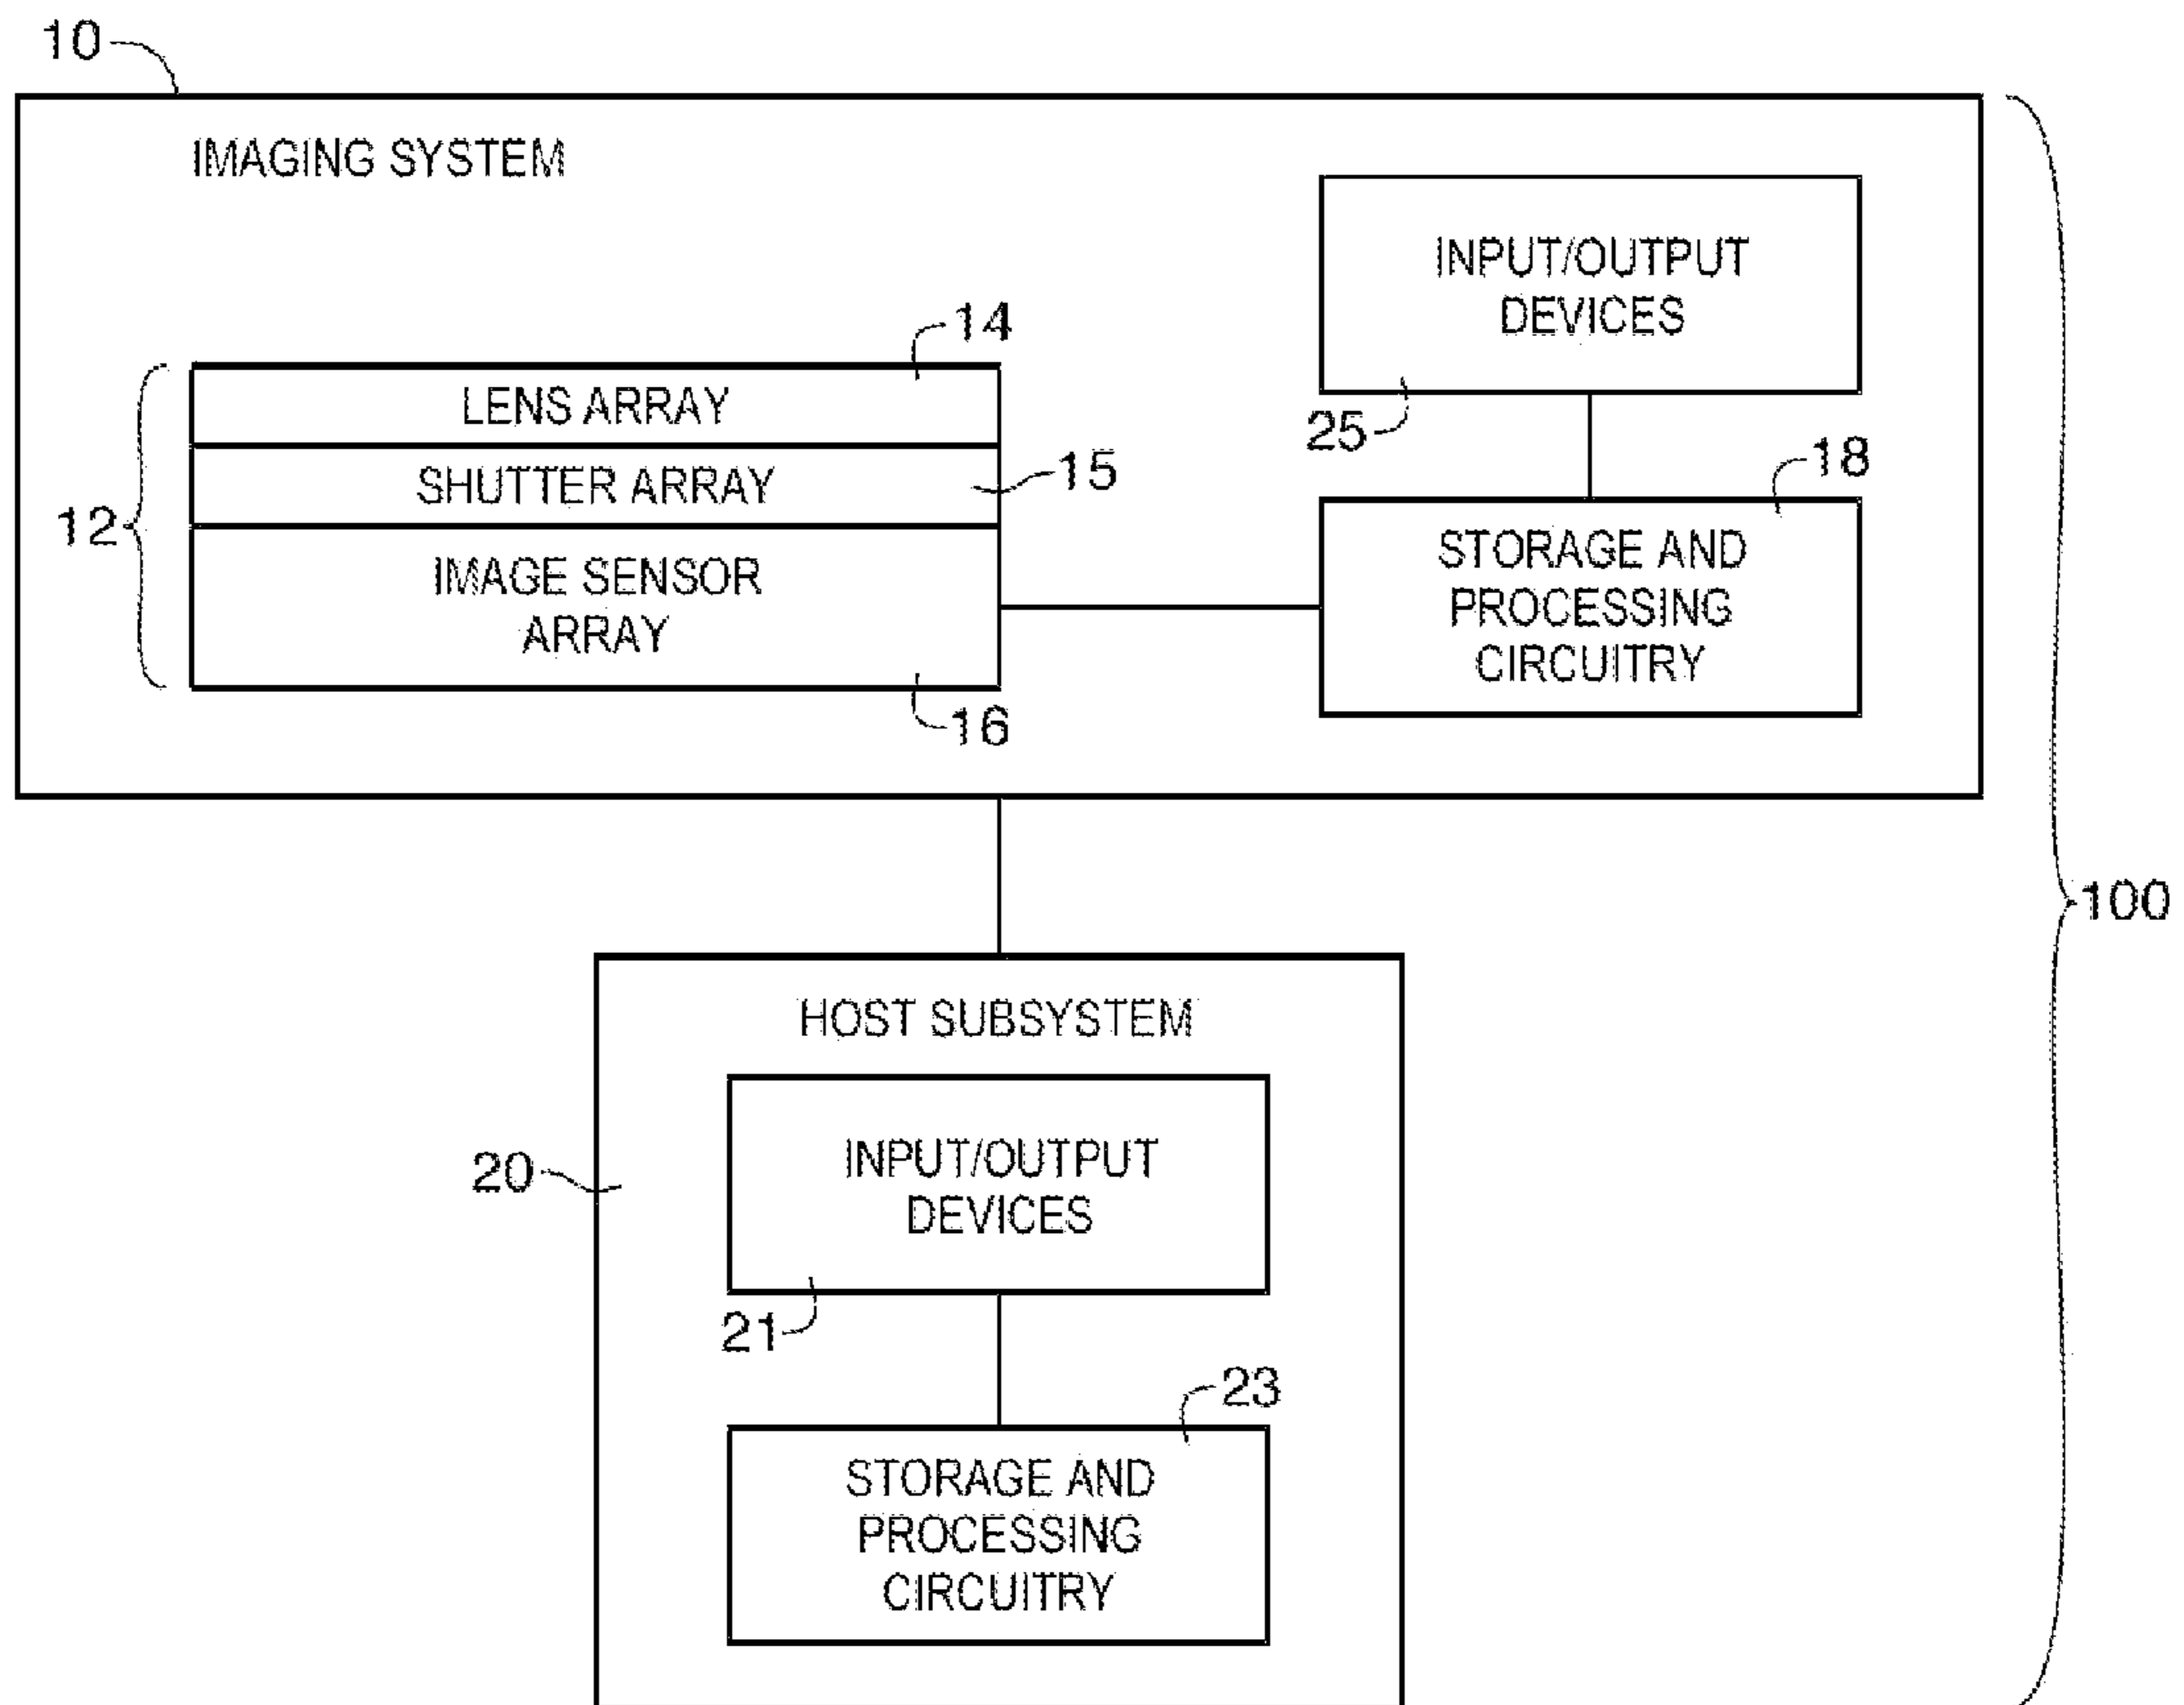 10
IMAGING SYSTEM
INPUT/OUTPUT
DEVICES
25
14
LENS ARRAY
SHUTTER ARRAY
15
12
IMAGE SENSOR
ARRAY
16
18
STORAGE AND
PROCESSING
CIRCUITRY
100
HOST SUBSYSTEM
20
INPUT/OUTPUT
DEVICES
21
23
STORAGE AND
PROCESSING
CIRCUITRY